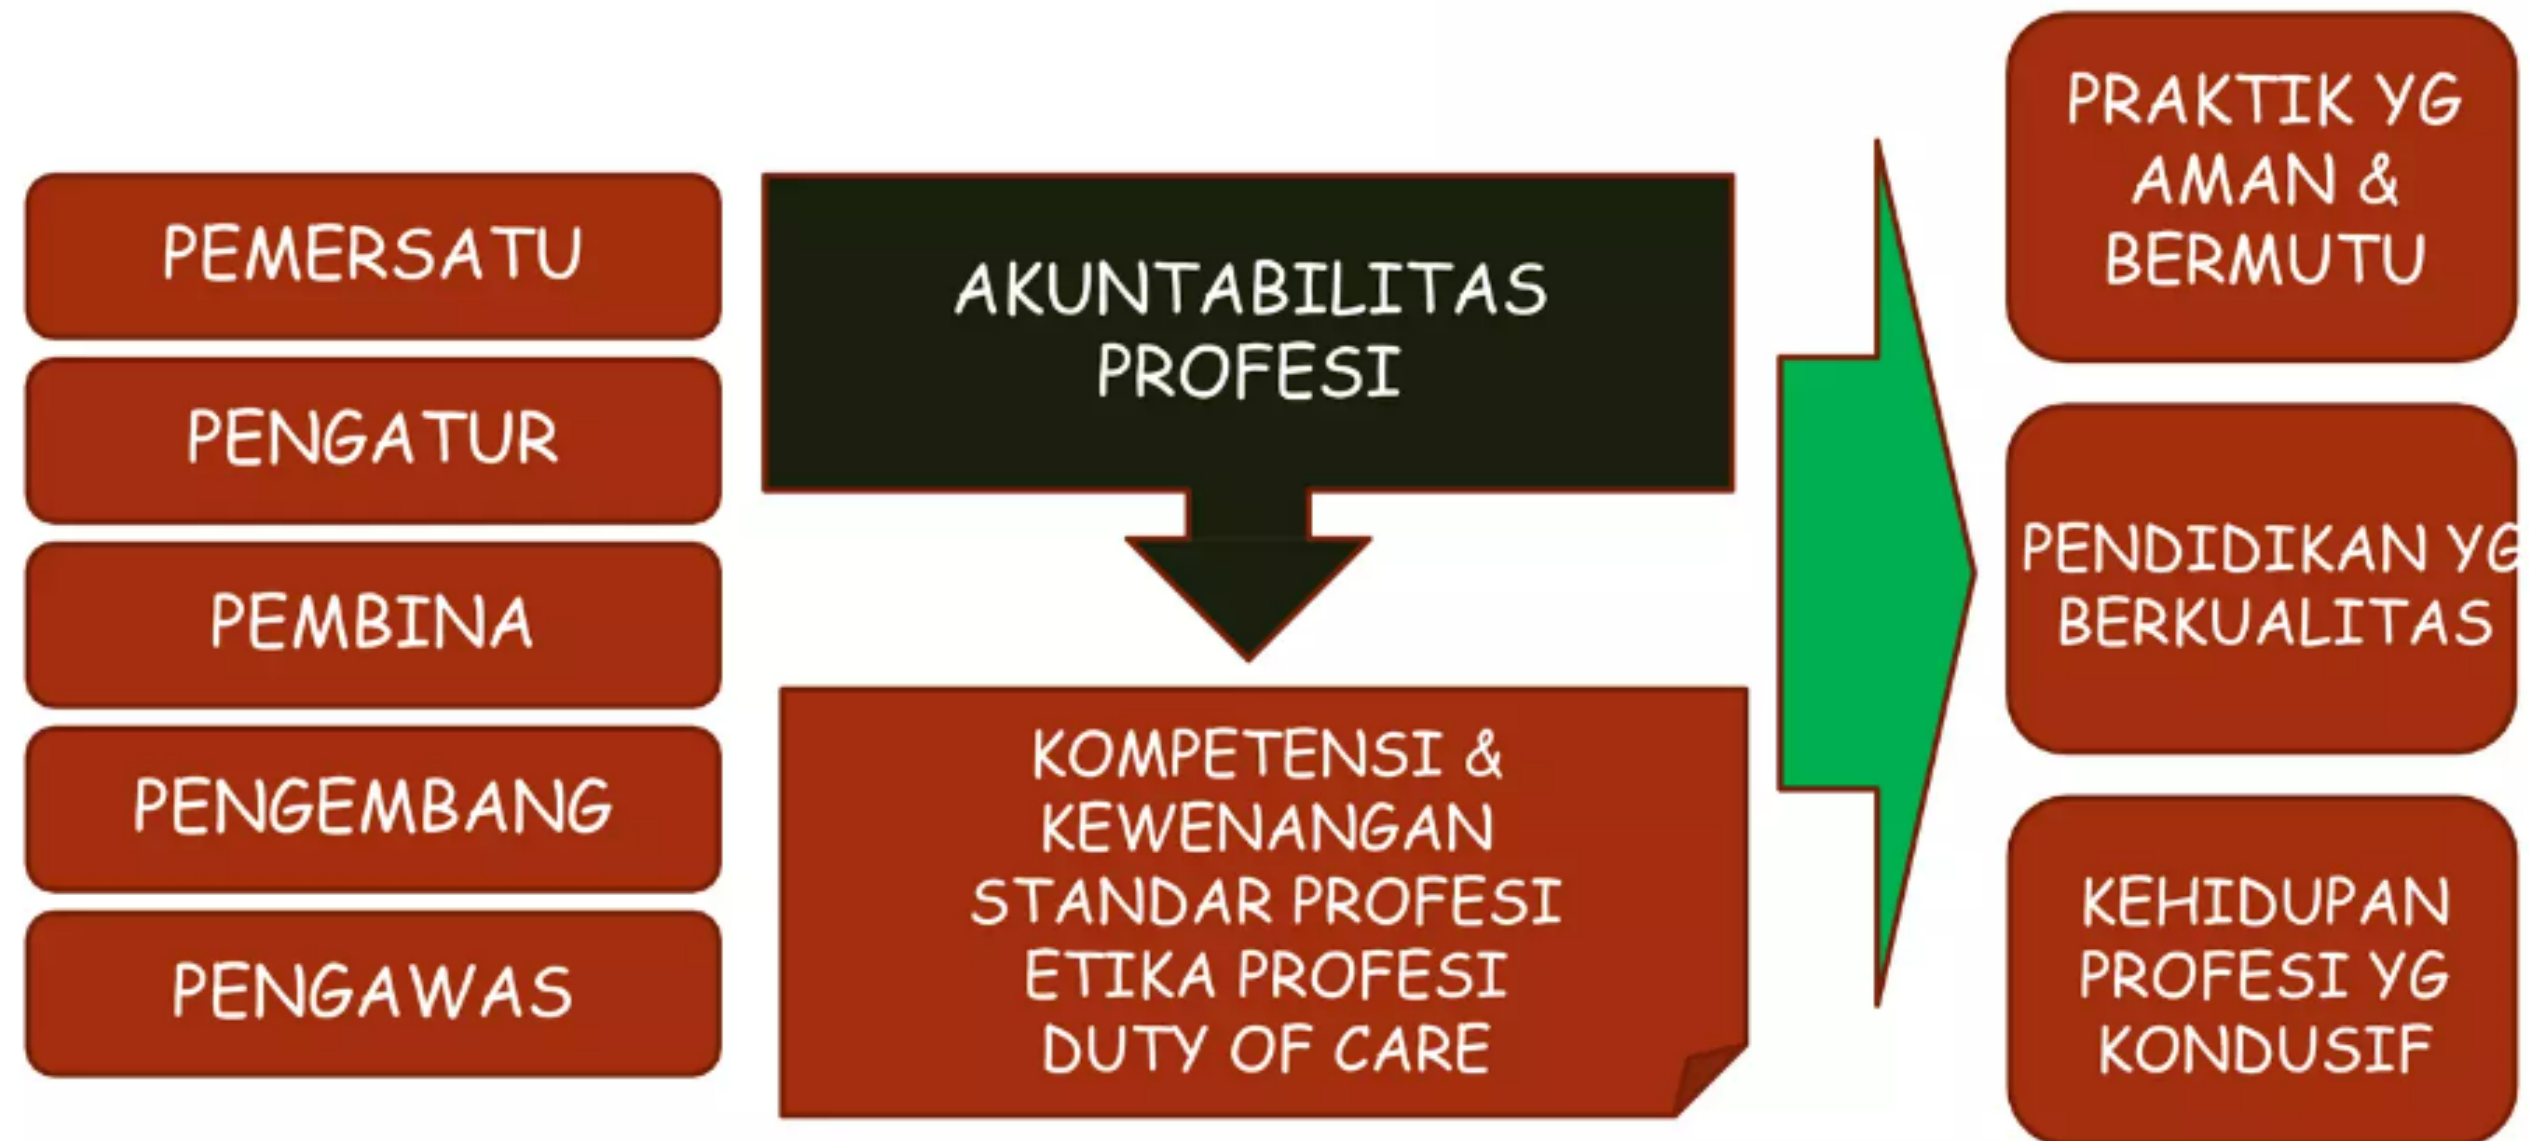 PEMERSATU
PENGATUR
PEMBINA
PENGEMBANG
PENGAWAS
AKUNTABILITAS
PROFESI
KOMPETENSI &
KEWENANGAN
STANDAR PROFESI
ETIKA PROFESI
DUTY OF CARE
PRAKTIK YG
AMAN &
BERMUTU
PENDIDIKAN YG
BERKUALITAS
KEHIDUPAN
PROFESI YG
KONDUSIF